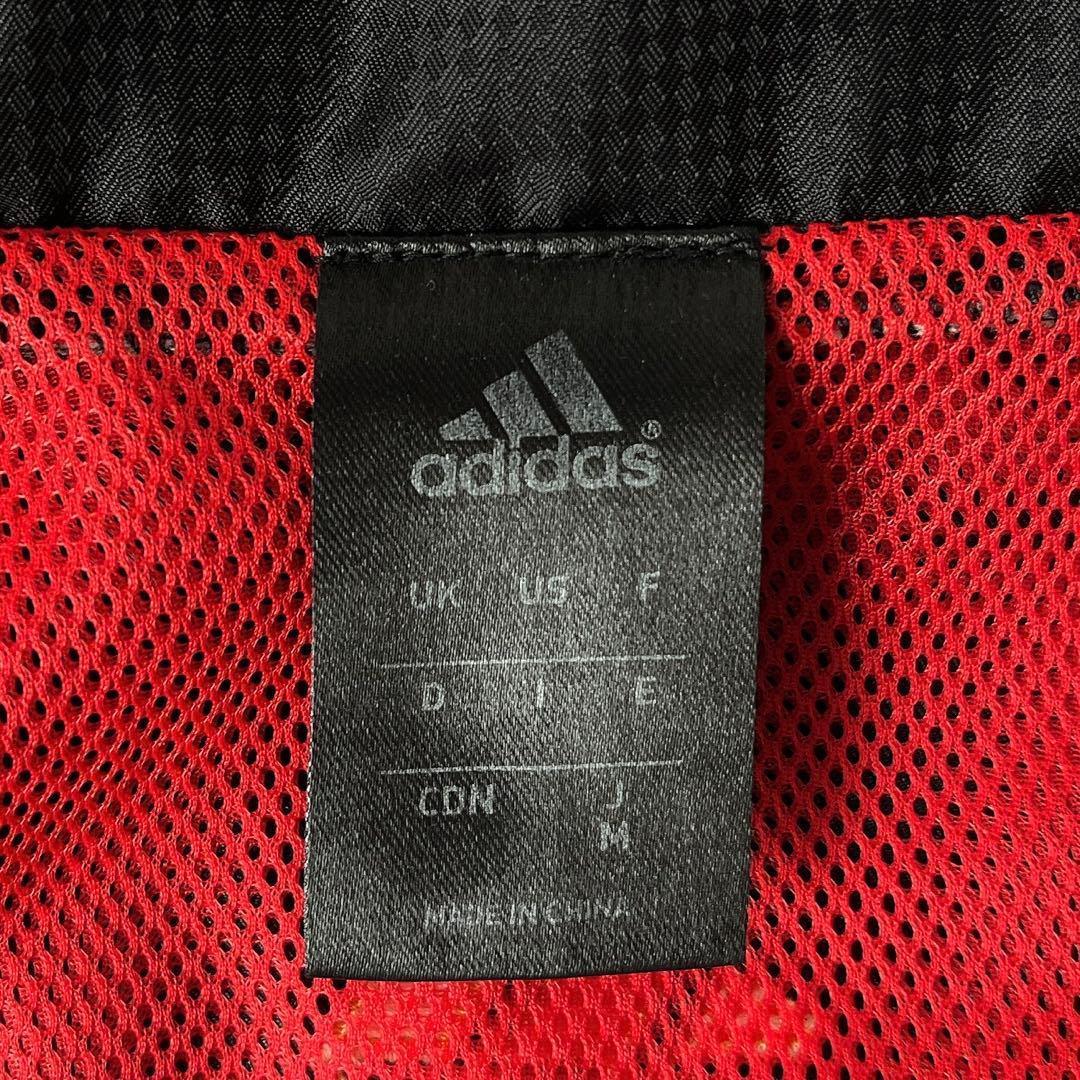 adidas®
UK US F
D I E
CDN J
M
MADE IN CHINA